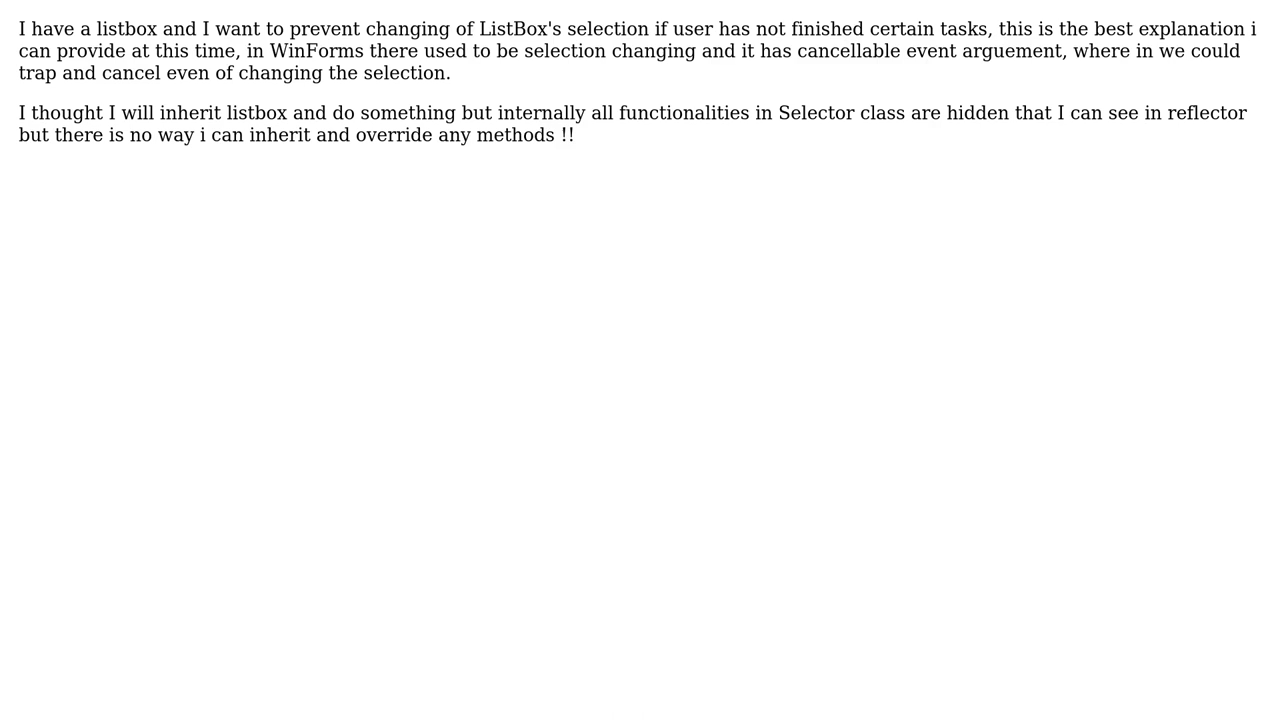 I have a listbox and I want to prevent changing of ListBox's selection if user has not finished certain tasks, this is the best explanation i
can provide at this time, in WinForms there used to be selection changing and it has cancellable event arguement, where in we could
trap and cancel even of changing the selection.
I thought I will inherit listbox and do something but internally all functionalities in Selector class are hidden that I can see in reflector
but there is no way i can inherit and override any methods !!